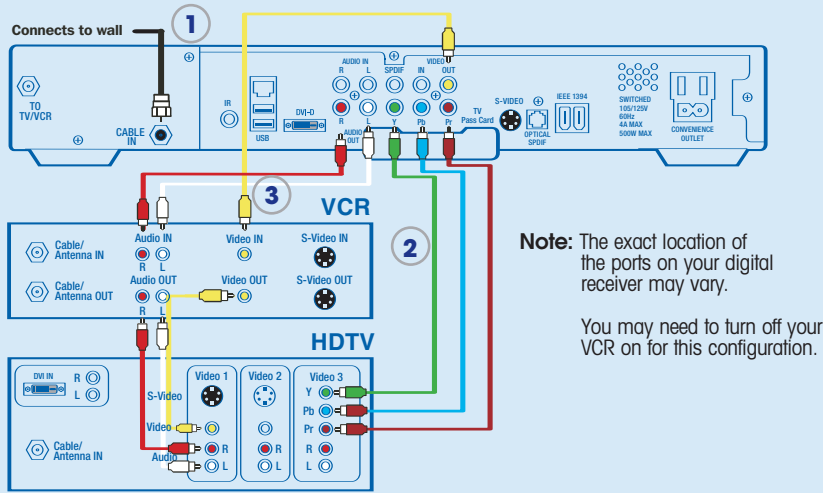 Connects to wall
1
TO
TV/VCR
CABLE
IN
IR
USB
DVI-D
AUDIO IN
R L SPDIF
VIDEO
IN OUT
R L Y Pb Pr
AUDIO
OUT
TV
Pass Card
S-VIDEO
OPTICAL
SPDIF
IEEE 1394
SWITCHED
105/125V
60Hz
4A MAX
500W MAX
CONVENIENCE
OUTLET
3
VCR
2
Cable/
Antenna IN
Audio IN
R L
Video IN
S-Video IN
Cable/
Antenna OUT
Audio OUT
R L
Video OUT
S-Video OUT
HDTV
DVI IN
R
L
Cable/
Antenna IN
S-Video
Video
Audio
Video 1
R
L
Video 2
R
L
Video 3
Y
Pb
Pr
R
L
Note: The exact location of
the ports on your digital
receiver may vary.
You may need to turn off your
VCR on for this configuration.